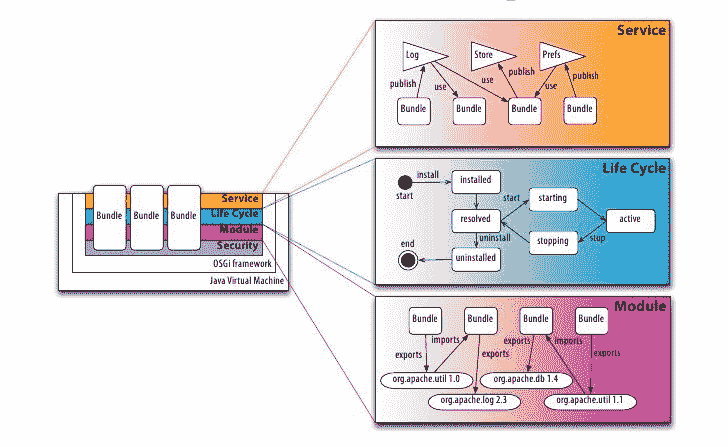 Service
Log
Store
Prefs
publish
use
use
publish
use
publish
Bundle
Bundle
Bundle
Bundle
Life Cycle
install
installed
start
start
starting
resolved
active
uninstall
stopping
stop
end
uninstalled
Module
Bundle
Bundle
Bundle
Bundle
imports
exports
imports
exports
exports
exports
org.apache.util 1.0
org.apache.db 1.4
org.apache.log 2.3
org.apache.util 1.1
Service
Bundle
Bundle
Bundle
Life Cycle
Module
Security
OSGi framework
Java Virtual Machine